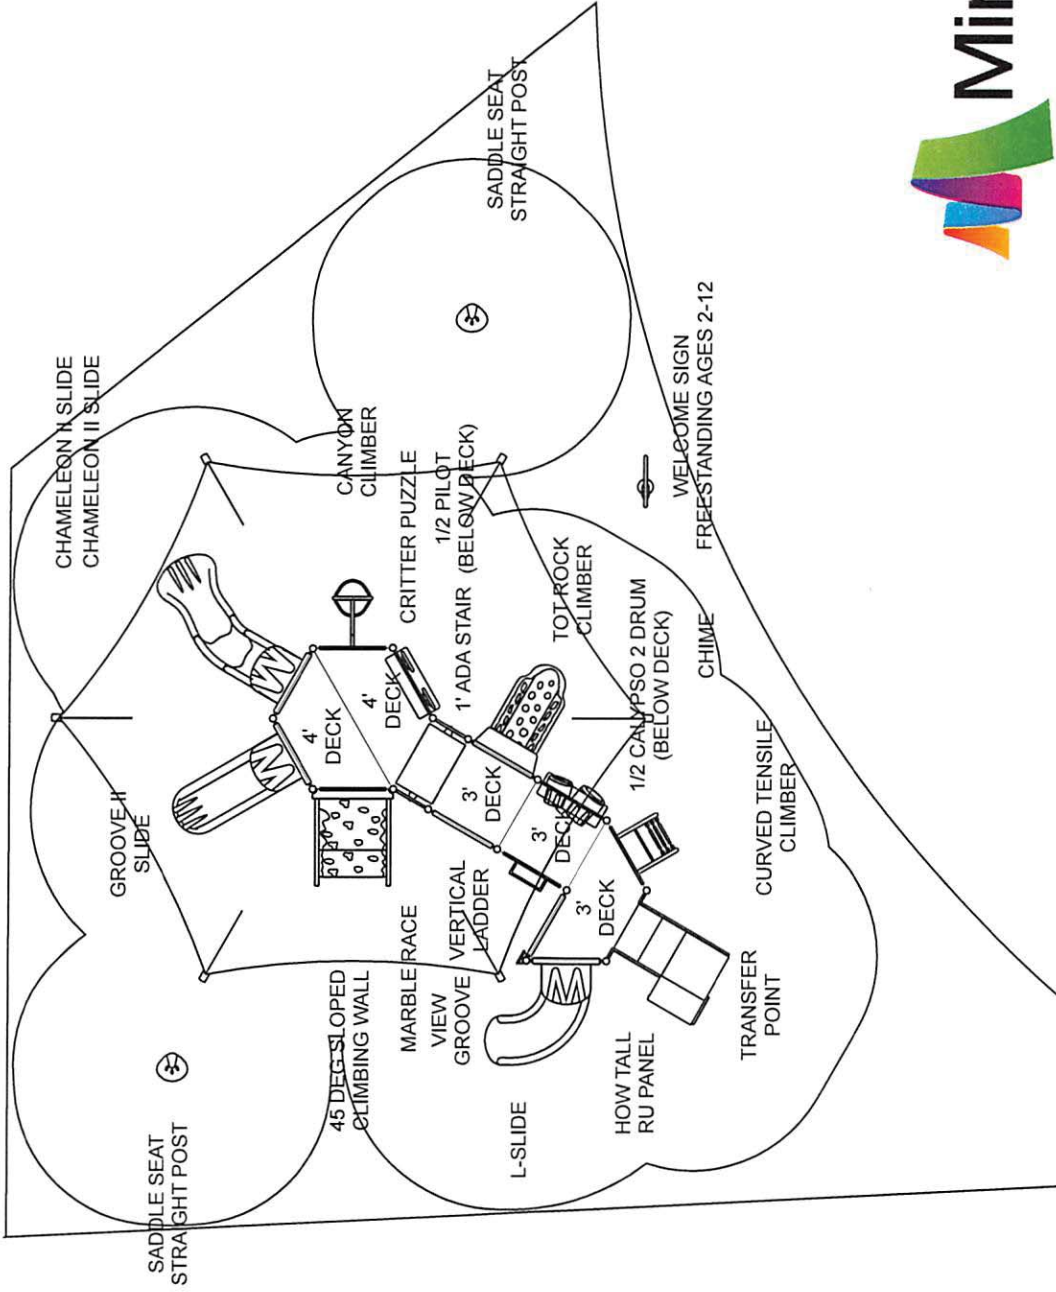 SADDLE SEAT
STRAIGHT POST
GROOVE II
SLIDE
CHAMELEON II SLIDE
CHAMELEON II SLIDE
45 DEG SLOPED
CLIMBING WALL
4'
DECK
4'
DECK
CANYON
CLIMBER
MARBLE RACE
CRITTER PUZZLE
VIEW
GROOVE
VERTICAL
LADDER
3'
DECK
1' ADA STAIR
1/2 PILOT
(BELOW DECK)
SADDLE SEAT
STRAIGHT POST
L-SLIDE
3'
DECK
3'
DECK
TOT ROCK
CLIMBER
HOW TALL
RU PANEL
1/2 CALYPSO 2 DRUM
(BELOW DECK)
CHIME
WELCOME SIGN
FREESTANDING AGES 2-12
TRANSFER
POINT
CURVED TENSILE
CLIMBER